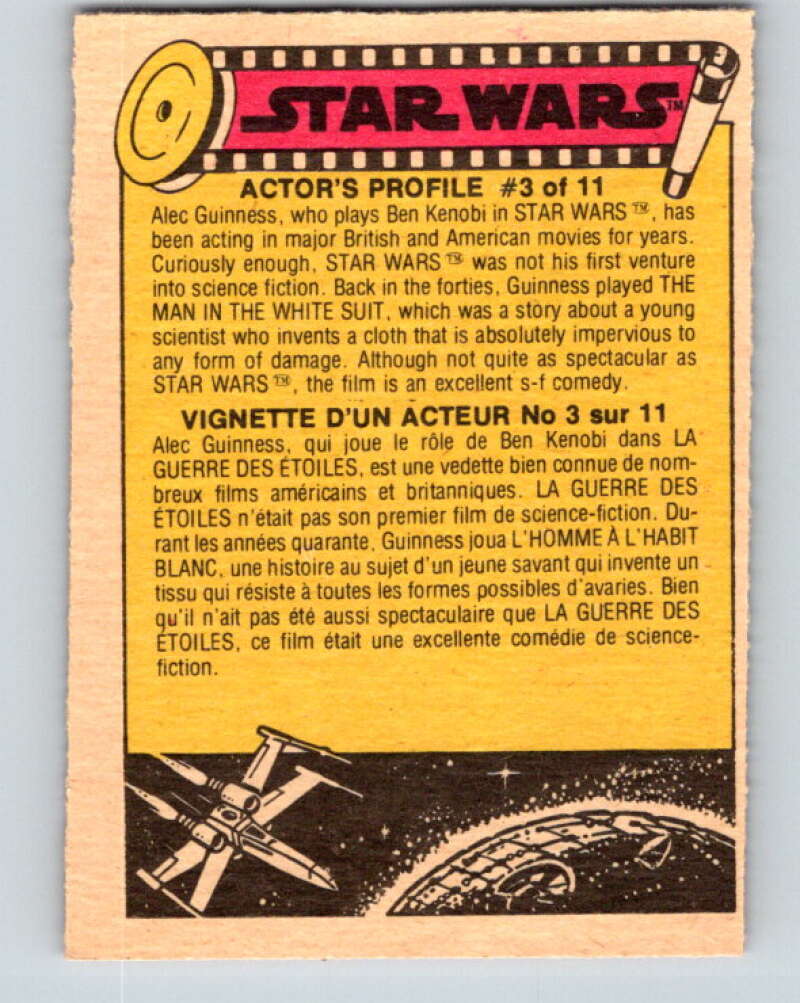 STAR WARS™
ACTOR'S PROFILE #3 of 11
Alec Guinness, who plays Ben Kenobi in STAR WARS™, has
been acting in major British and American movies for years.
Curiously enough, STAR WARS™ was not his first venture
into science fiction. Back in the forties, Guinness played THE
MAN IN THE WHITE SUIT, which was a story about a young
scientist who invents a cloth that is absolutely impervious to
any form of damage. Although not quite as spectacular as
STAR WARS™, the film is an excellent s-f comedy.
VIGNETTE D'UN ACTEUR No 3 sur 11
Alec Guinness, qui joue le rôle de Ben Kenobi dans LA
GUERRE DES ÉTOILES, est une vedette bien connue de nom-
breux films américains et britanniques. LA GUERRE DES
ÉTOILES n'était pas son premier film de science-fiction. Du-
rant les années quarante, Guinness joua L'HOMME À L'HABIT
BLANC, une histoire au sujet d'un jeune savant qui invente un
tissu qui résiste à toutes les formes possibles d'avaries. Bien
qu'il n'ait pas été aussi spectaculaire que LA GUERRE DES
ÉTOILES, ce film était une excellente comédie de science-
fiction.